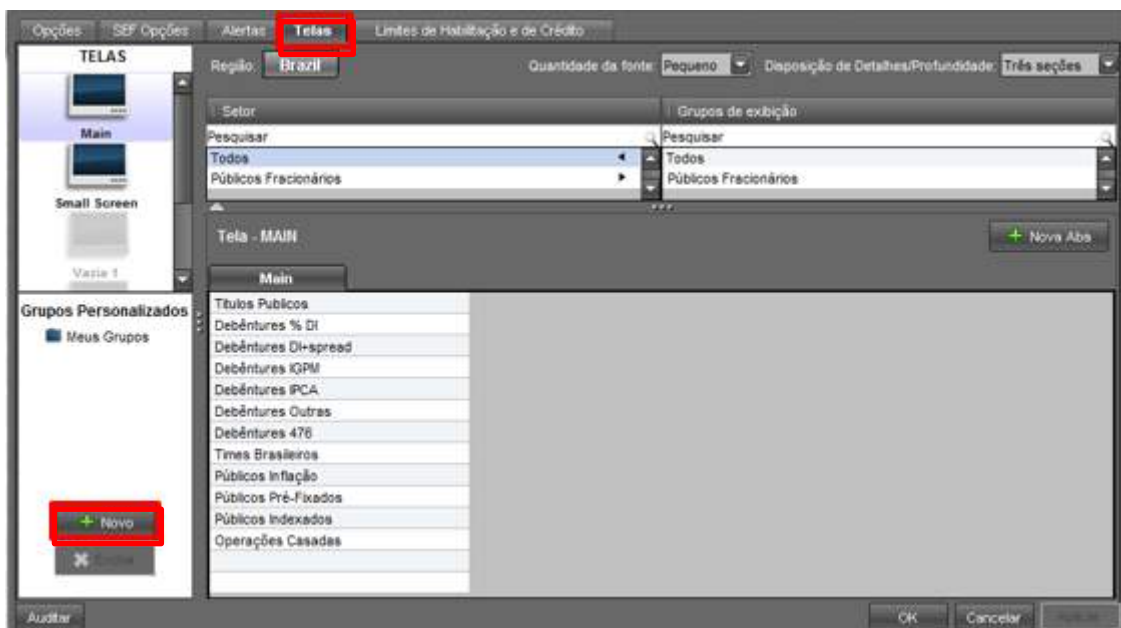 Opções SEF Opções Alertas Telas Limites de Habilitação e de Crédito
TELAS
Main
Small Screen
Vazia 1
Grupos Personalizados
Meus Grupos
+ Novo
Auditar
Região: Brazil Quantidade da fonte: Pequeno Disposição de Detalhes/Profundidade: Três seções
Setor Grupos de exibição
Pesquisar Pesquisar
Todos Todos
Públicos Fracionários Públicos Fracionários
Tela - MAIN + Nova Aba
Main
Títulos Publicos
Debêntures % DI
Debêntures DI+spread
Debêntures IGPM
Debêntures IPCA
Debêntures Outras
Debêntures 476
Times Brasileiros
Públicos Inflação
Públicos Pré-Fixados
Públicos Indexados
Operações Casadas
OK Cancelar